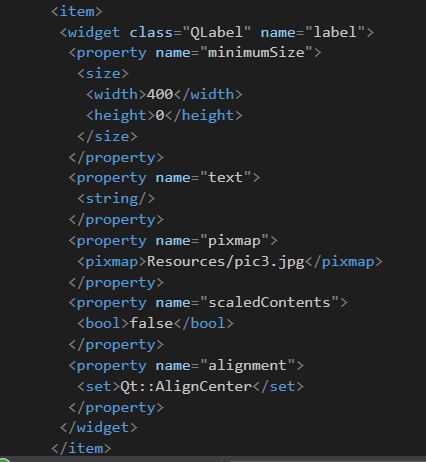 <item>
<widget class="QLabel" name="label">
<property name="minimumSize">
<size>
<width>400</width>
<height>0</height>
</size>
</property>
<property name="text">
<string/>
</property>
<property name="pixmap">
<pixmap>Resources/pic3.jpg</pixmap>
</property>
<property name="scaledContents">
<bool>false</bool>
</property>
<property name="alignment">
<set>Qt::AlignCenter</set>
</property>
</widget>
</item>